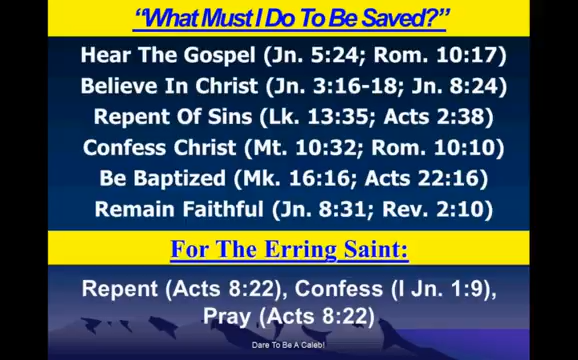 “What Must I Do To Be Saved?”
Hear The Gospel (Jn. 5:24; Rom. 10:17)
Believe In Christ (Jn. 3:16-18; Jn. 8:24)
Repent Of Sins (Lk. 13:35; Acts 2:38)
Confess Christ (Mt. 10:32; Rom. 10:10)
Be Baptized (Mk. 16:16; Acts 22:16)
Remain Faithful (Jn. 8:31; Rev. 2:10)
For The Erring Saint:
Repent (Acts 8:22), Confess (I Jn. 1:9),
Pray (Acts 8:22)
Dare To Be A Caleb!